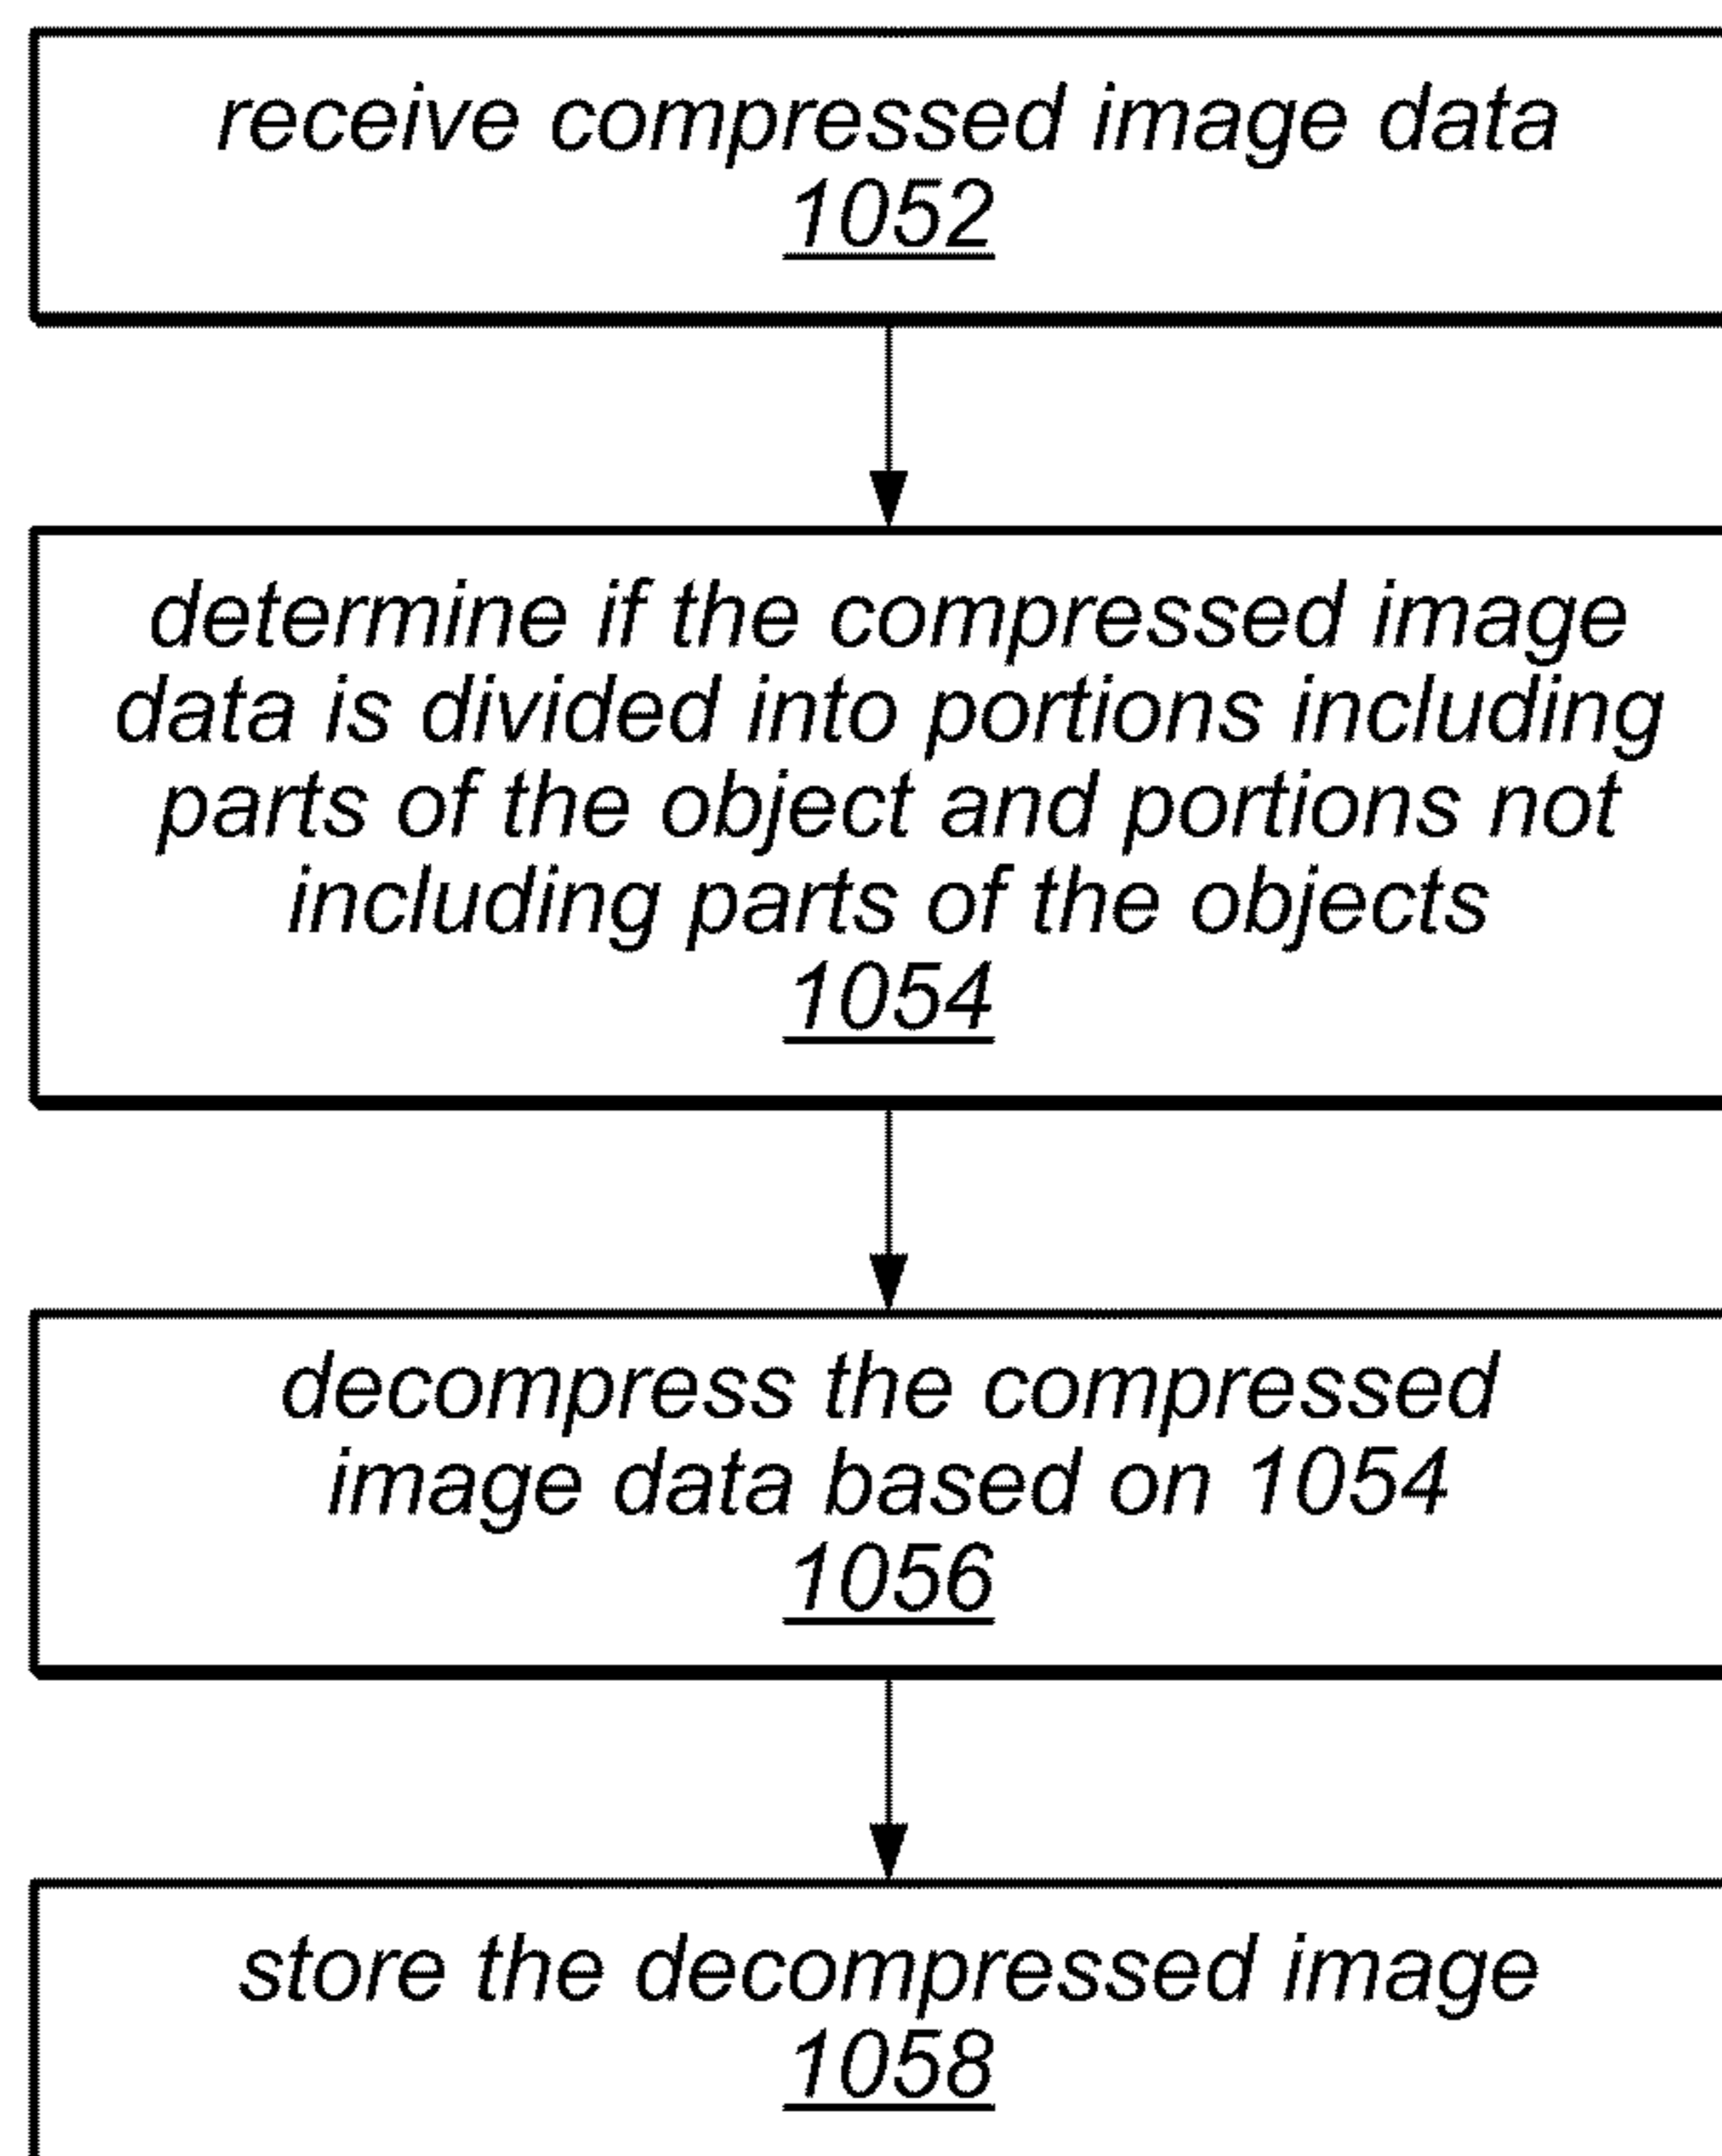 receive compressed image data
1052
determine if the compressed image
data is divided into portions including
parts of the object and portions not
including parts of the objects
1054
decompress the compressed
image data based on 1054
1056
store the decompressed image
1058